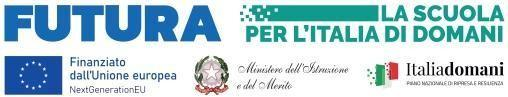 FUTURA
LA SCUOLA
PER L'ITALIA DI DOMANI
Finanziato
dall'Unione europea
NextGenerationEU
Ministero dell'Istruzione
e del Merito
Italiadomani
PIANO NAZIONALE DI RIPRESA E RESILIENZA